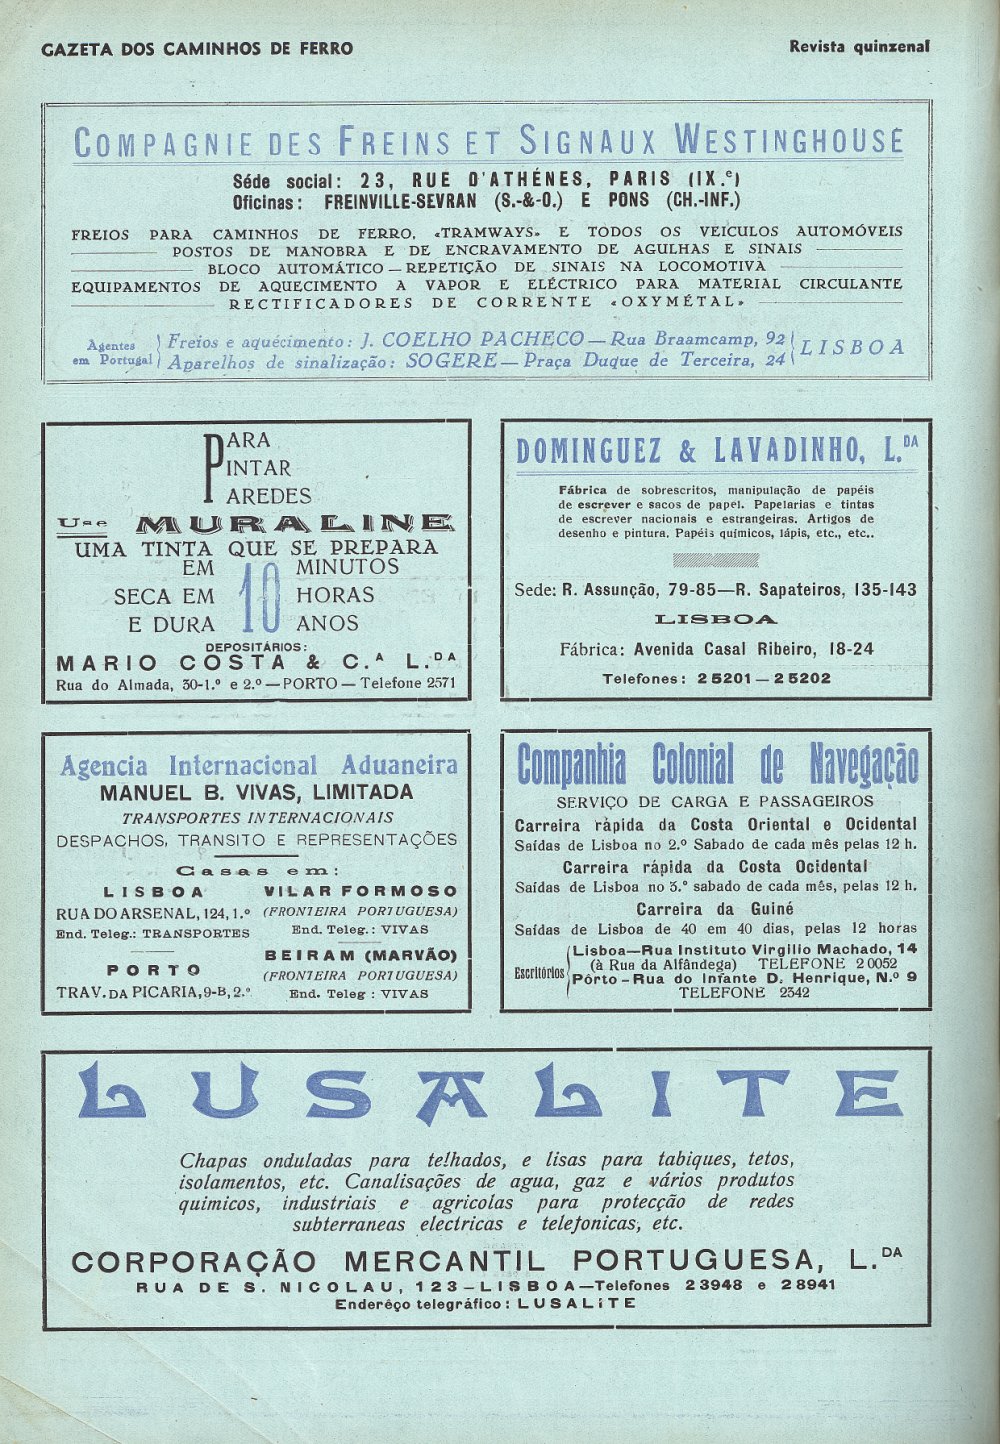 GAZETA DOS CAMINHOS DE FERRO
Revista quinzenal
COMPAGNIE DES FREINS ET SIGNAUX WESTINGHOUSE
Séde social: 23, RUE D'ATHÉNES, PARIS (IX.e)
Oficinas: FREINVILLE-SEVRAN (S.-&-O.) E PONS (CH.-INF.)
FREIOS PARA CAMINHOS DE FERRO, «TRAMWAYS» E TODOS OS VEÍCULOS AUTOMÓVEIS
POSTOS DE MANOBRA E DE ENCRAVAMENTO DE AGULHAS E SINAIS
BLOCO AUTOMÁTICO — REPETIÇÃO DE SINAIS NA LOCOMOTIVA
EQUIPAMENTOS DE AQUECIMENTO A VAPOR E ELÉCTRICO PARA MATERIAL CIRCULANTE
RECTIFICADORES DE CORRENTE «OXYMÉTAL»
Agentes em Portugal
Freios e aquécimento: J. COELHO PACHECO — Rua Braamcamp, 92
Aparelhos de sinalização: SOGERE — Praça Duque de Terceira, 24
LISBOA
PARA
PINTAR
PAREDES
Use MURALINE
UMA TINTA QUE SE PREPARA
EM 10 MINUTOS
SECA EM 10 HORAS
E DURA 10 ANOS
DEPOSITÁRIOS:
MARIO COSTA & C.A L.DA
Rua do Almada, 30-1.º e 2.º — PORTO — Telefone 2571
DOMINGUEZ & LAVADINHO, L.DA
Fábrica de sobrescritos, manipulação de papéis
de escrever e sacos de papel. Papelarias e tintas
de escrever nacionais e estrangeiras. Artigos de
desenho e pintura. Papéis químicos, lápis, etc., etc..
Sede: R. Assunção, 79-85—R. Sapateiros, 135-143
LISBOA
Fábrica: Avenida Casal Ribeiro, 18-24
Telefones: 25201 — 25202
Agencia Internacional Aduaneira
MANUEL B. VIVAS, LIMITADA
TRANSPORTES INTERNACIONAIS
DESPACHOS, TRANSITO E REPRESENTAÇÕES
Casas em:
LISBOA
RUA DO ARSENAL, 124, 1.º
End. Teleg.: TRANSPORTES
PORTO
TRAV. DA PICARIA, 9-B, 2.º
VILAR FORMOSO
(FRONTEIRA PORTUGUESA)
End. Teleg.: VIVAS
BEIRAM (MARVÃO)
(FRONTEIRA PORTUGUESA)
End. Teleg : VIVAS
Companhia Colonial de Navegação
SERVIÇO DE CARGA E PASSAGEIROS
Carreira ràpida da Costa Oriental e Ocidental
Saídas de Lisboa no 2.º Sabado de cada mês pelas 12 h.
Carreira rápida da Costa Ocidental
Saídas de Lisboa no 3.º sabado de cada mês, pelas 12 h.
Carreira da Guiné
Saídas de Lisboa de 40 em 40 dias, pelas 12 horas
Escritórios
Lisboa—Rua Instituto Virgilio Machado, 14
(à Rua da Alfândega) TELEFONE 20052
Pôrto – Rua do Infante D. Henrique, N.º 9
TELEFONE 2342
LUSALITE
Chapas onduladas para telhados, e lisas para tabiques, tetos,
isolamentos, etc. Canalisações de agua, gaz e vários produtos
quimicos, industriais e agricolas para protecção de redes
subterraneas electricas e telefonicas, etc.
CORPORAÇÃO MERCANTIL PORTUGUESA, L.DA
RUA DE S. NICOLAU, 123 – LISBOA — Telefones 23948 e 28941
Enderêço telegráfico: LUSALITE